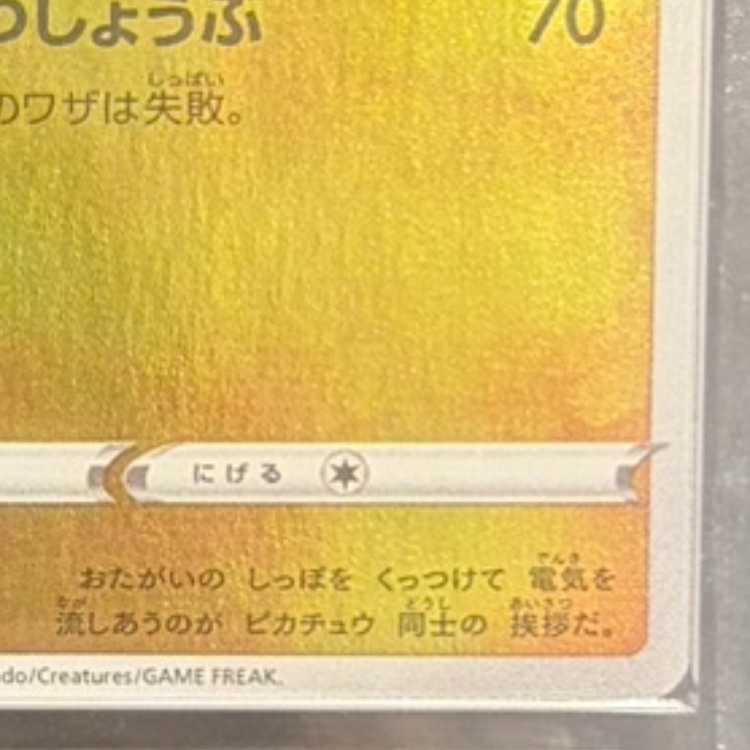 しょうふ 70
のワザは失敗。
にげる
おたがいの しっぽを くっつけて 電気を
流しあうのが ピカチュウ 同士の 挨拶だ。
do/Creatures/GAME FREAK.